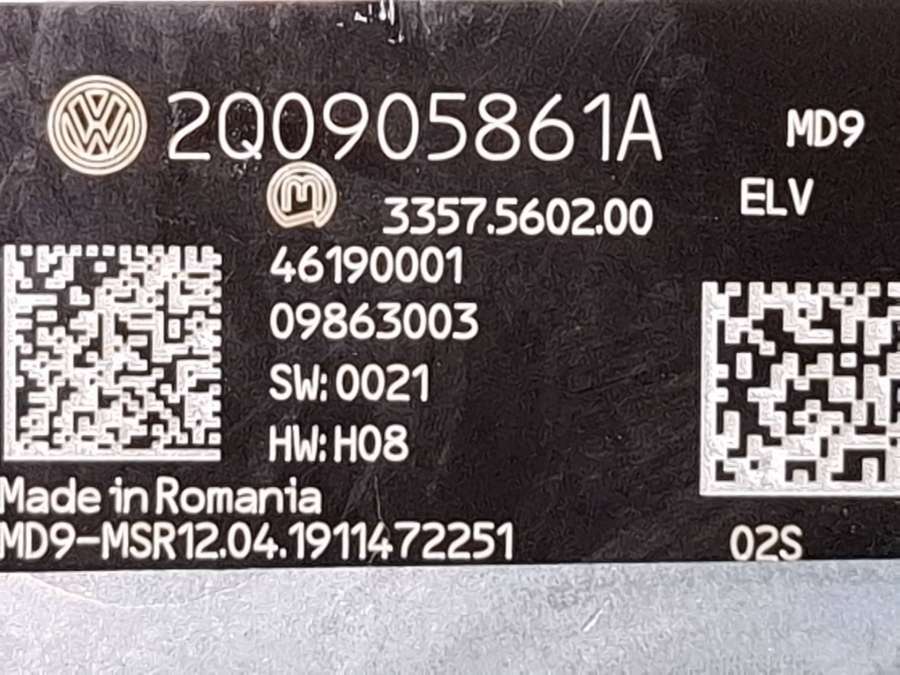 2Q0905861A
MD9
3357.5602.00
ELV
46190001
09863003
SW:0021
HW:H08
Made in Romania
MD9-MSR12.04.1911472251
02S